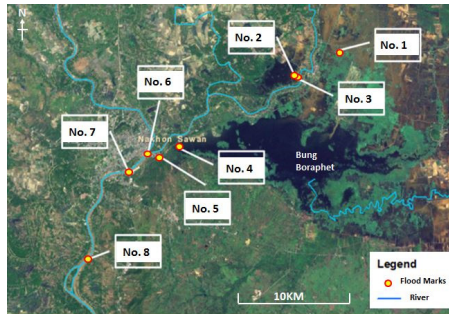 N
No. 2
No. 1
No. 6
No. 3
No. 7
Nakhon Sawan
No. 4
Bung
Boraphet
No. 5
No. 8
Legend
Flood Marks
River
10KM